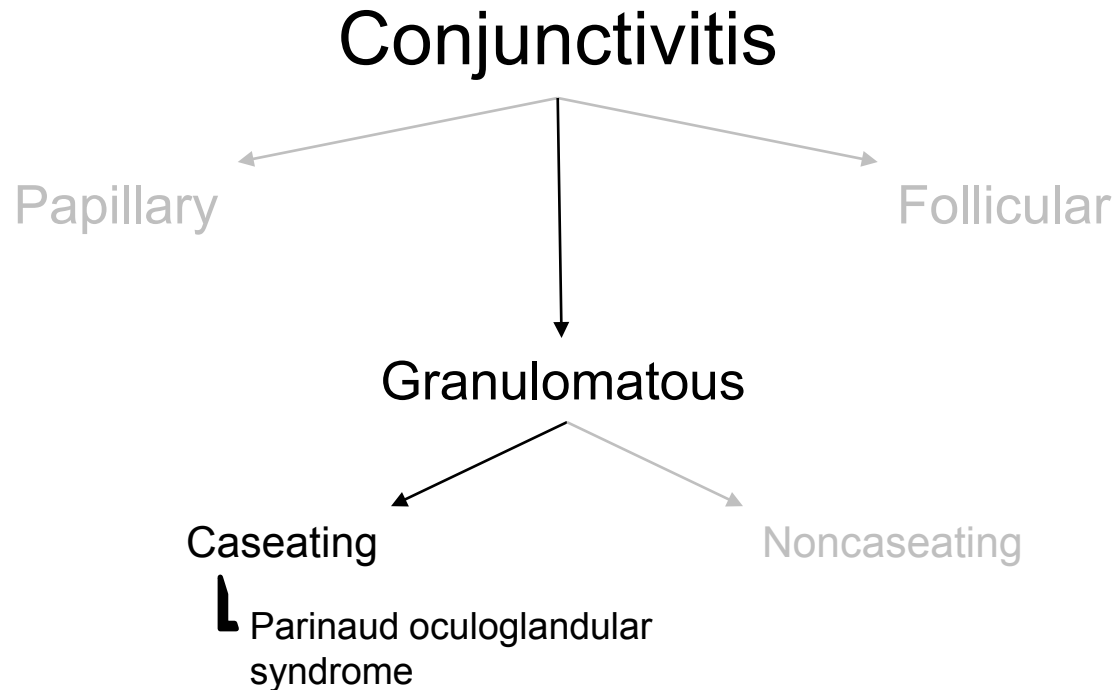 Conjunctivitis
Papillary
Follicular
Granulomatous
Caseating
Noncaseating
Parinaud oculoglandular
syndrome